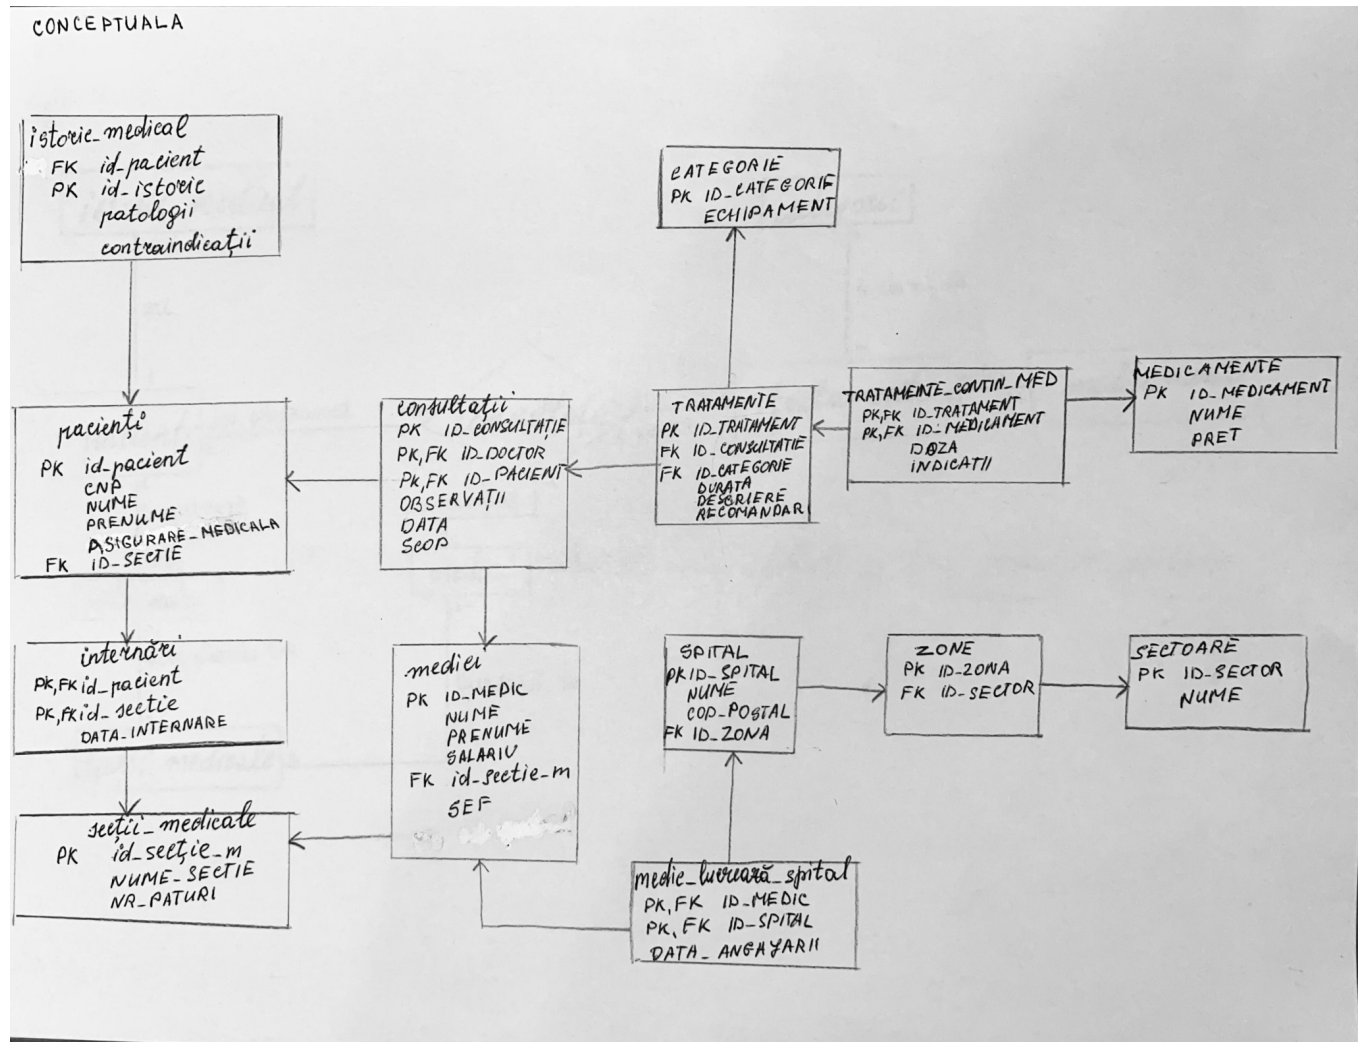 CONCEPTUALA
istoric_medical
FK id_pacient
PK id_istoric
patologii
contraindicații
CATEGORIE
PK ID_CATEGORIE
ECHIPAMENT
pacienți
PK id_pacient
CNP
NUME
PRENUME
ASIGURARE_MEDICALA
FK ID_SECTIE
consultații
PK ID_CONSULTAȚIE
PK,FK ID_DOCTOR
PK,FK ID_PACIENT
OBSERVAȚII
DATA
SCOP
TRATAMENTE
PK ID_TRATAMENT
FK ID_CONSULTATIE
FK ID_CATEGORIE
DURATA
DESCRIERE
RECOMANDARI
TRATAMEINTE_CONTIN_MED
PK,FK ID_TRATAMENT
PK,FK ID_MEDICAMENT
DOZA
INDICATII
MEDICAMENTE
PK ID_MEDICAMENT
NUME
PRET
internări
PK,FK id_pacient
PK,FK id_sectie
DATA_INTERNARE
medici
PK ID_MEDIC
NUME
PRENUME
SALARIU
FK id_sectie_m
SEF
SPITAL
PK ID_SPITAL
NUME
COD_POSTAL
FK ID_ZONA
ZONE
PK ID_ZONA
FK ID_SECTOR
SECTOARE
PK ID_SECTOR
NUME
secții_medicale
PK id_secție_m
NUME_SECTIE
NR_PATURI
medic_lucrează_spital
PK,FK ID_MEDIC
PK,FK ID_SPITAL
DATA_ANGAJARII